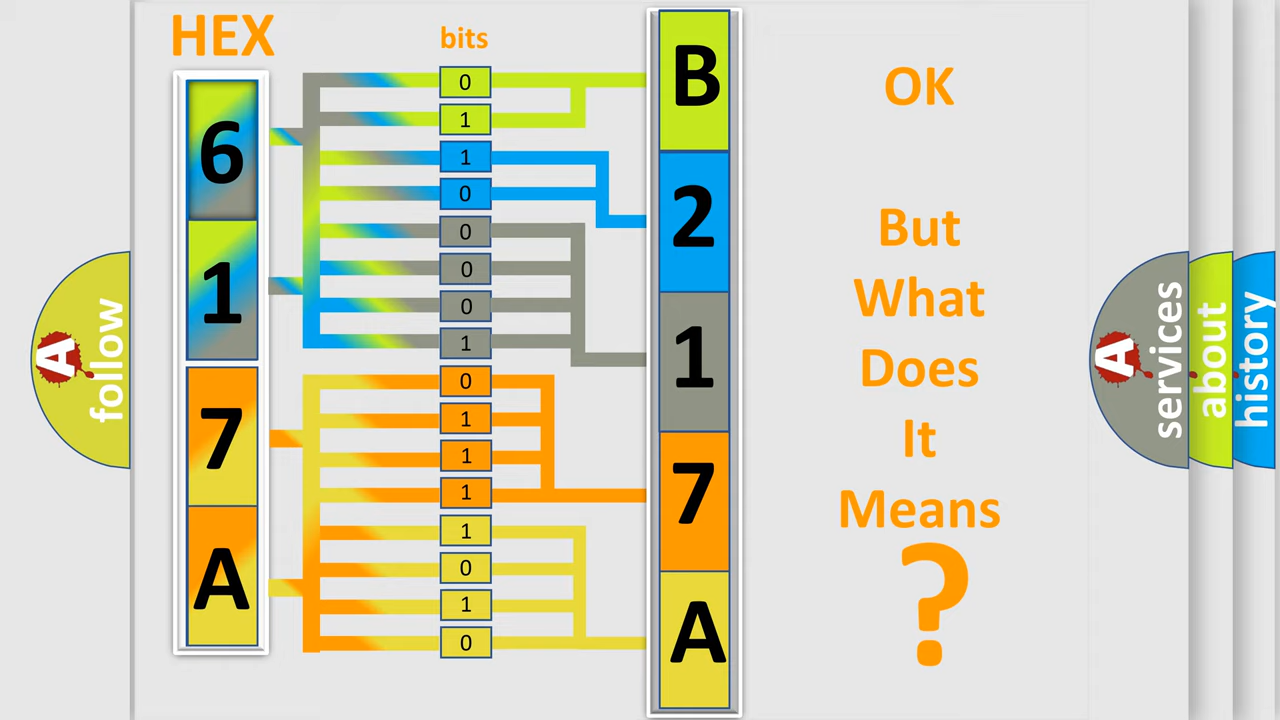 HEX
bits
6
1
7
A
0
1
1
0
0
0
0
1
0
1
1
1
1
0
1
0
B
2
1
7
A
OK
But
What
Does
It
Means
?
A
follow
A
services
about
history